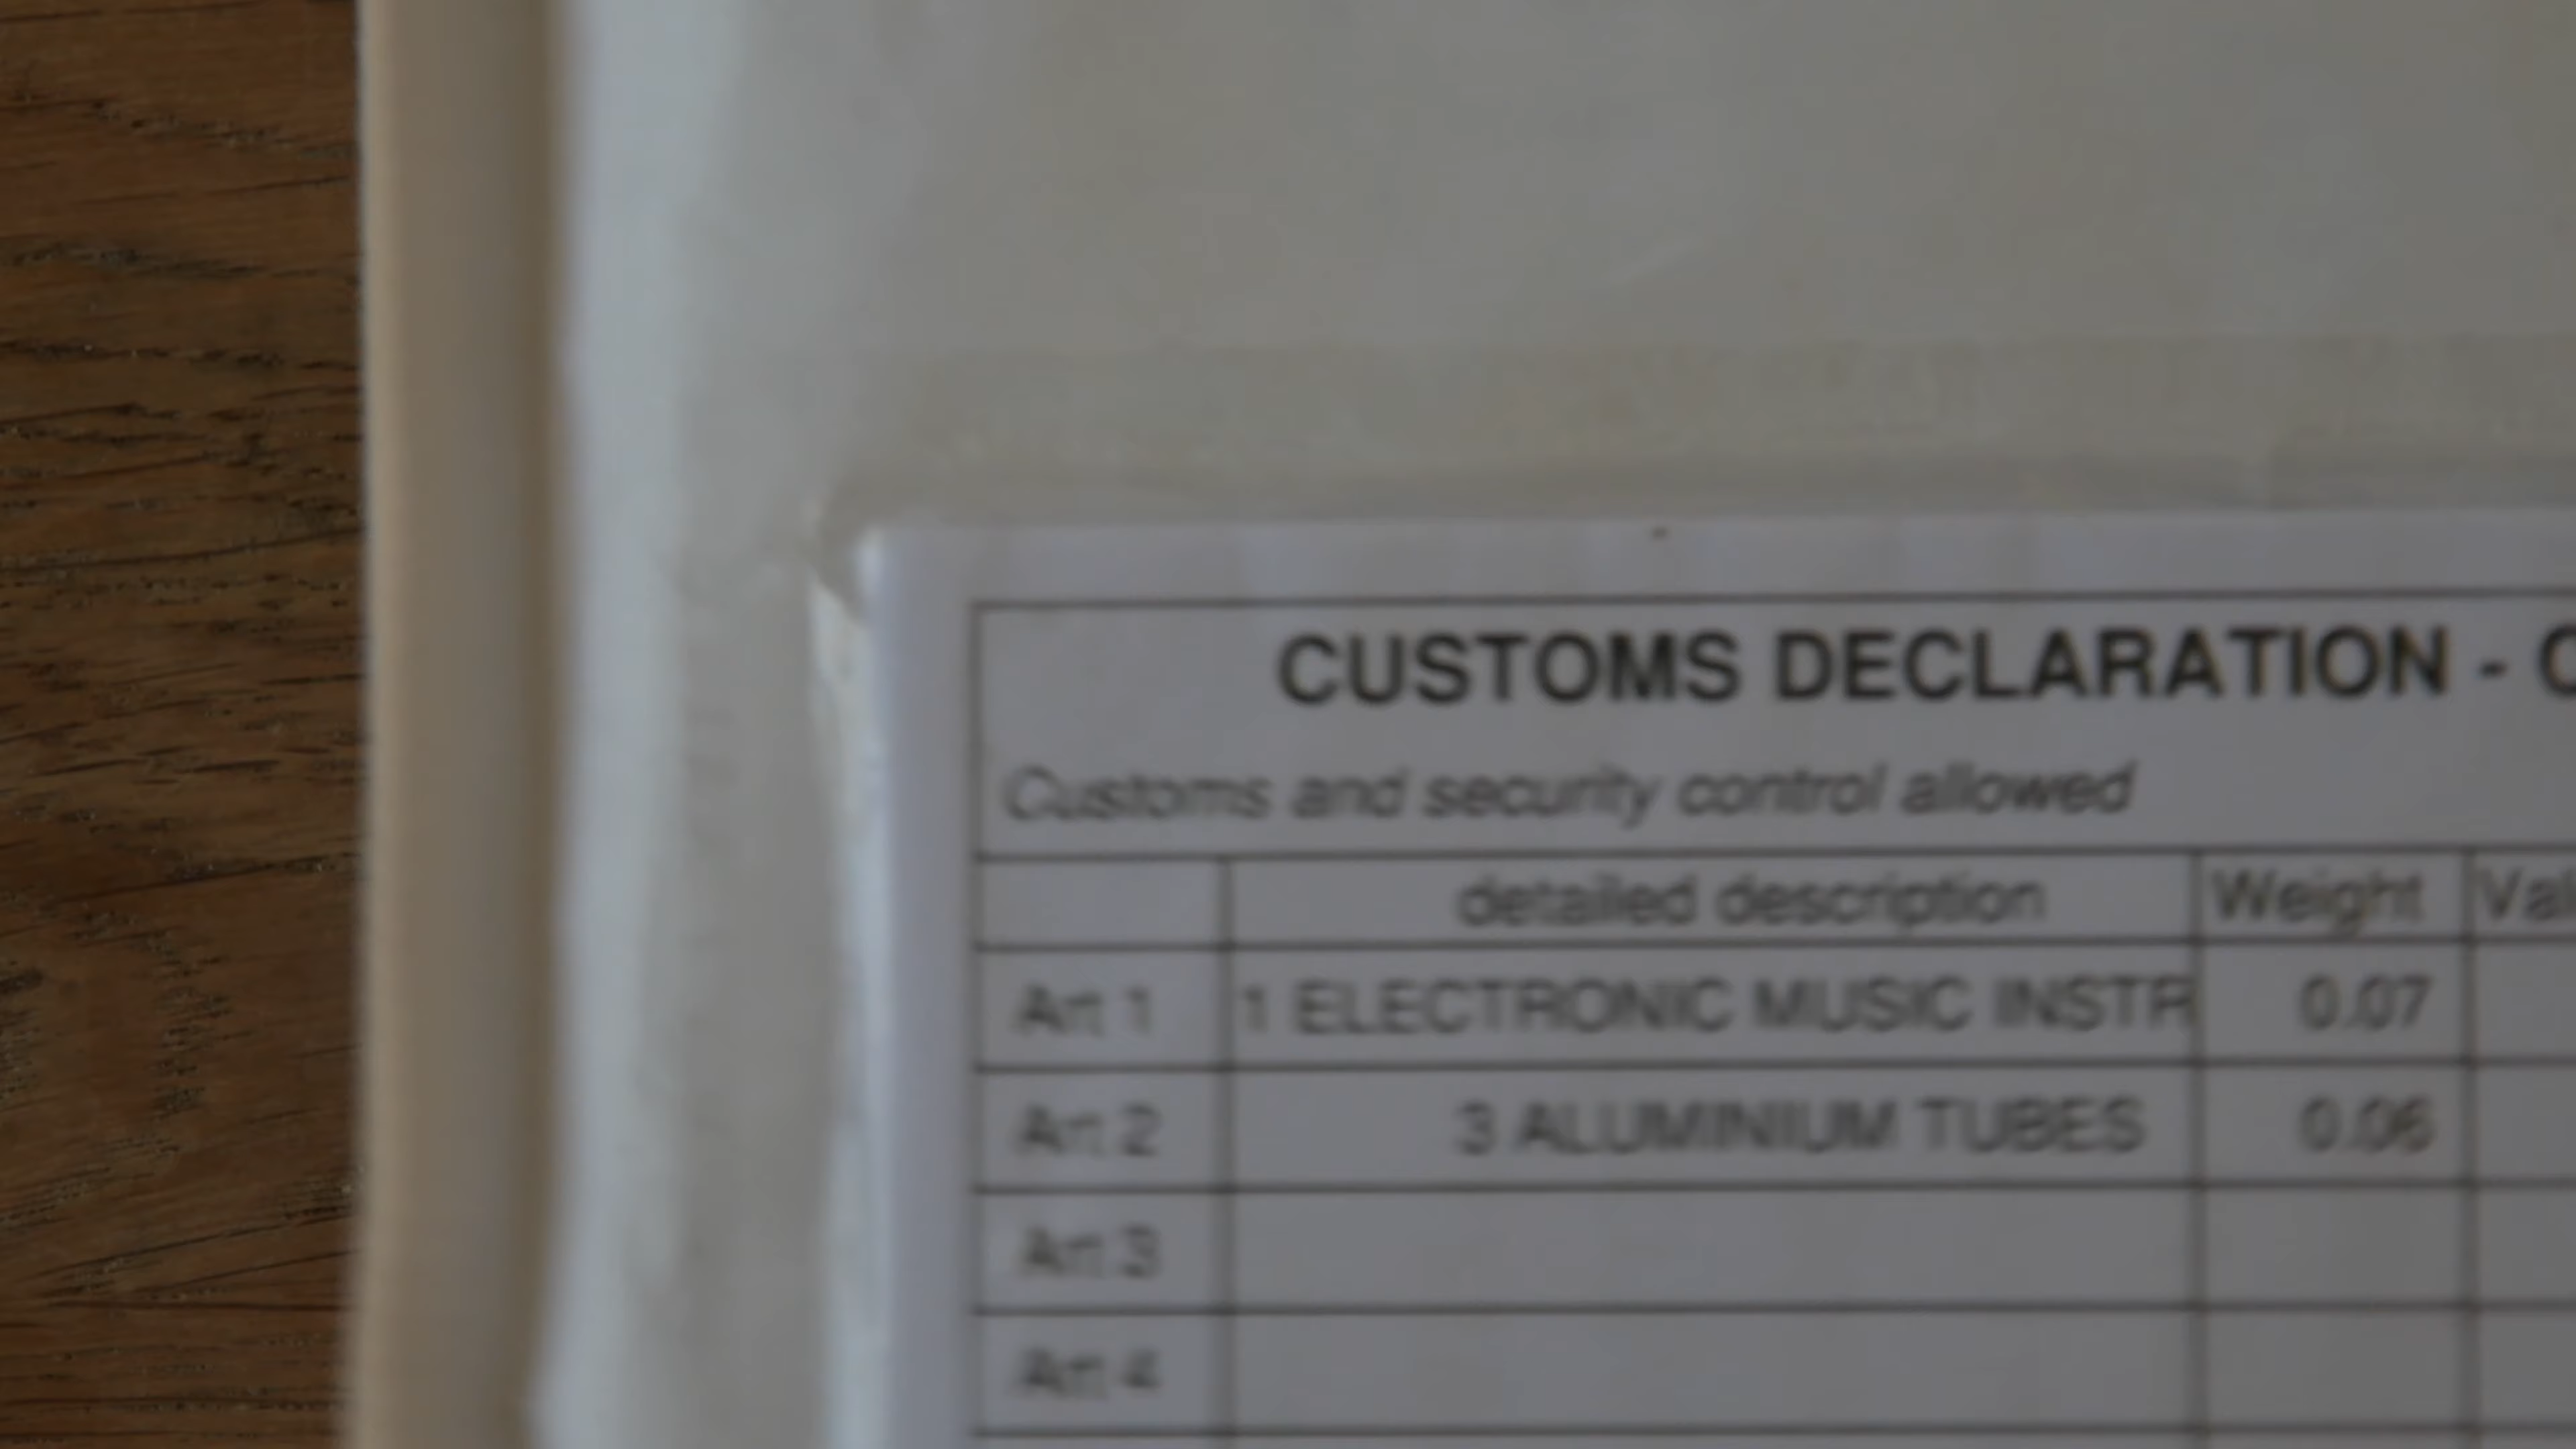 CUSTOMS DECLARATION - C
Customs and security control allowed
detailed description Weight Val
Art 1 1 ELECTRONIC MUSIC INSTR 0.07
Art 2 3 ALUMINIUM TUBES 0.06
Art 3
Art 4